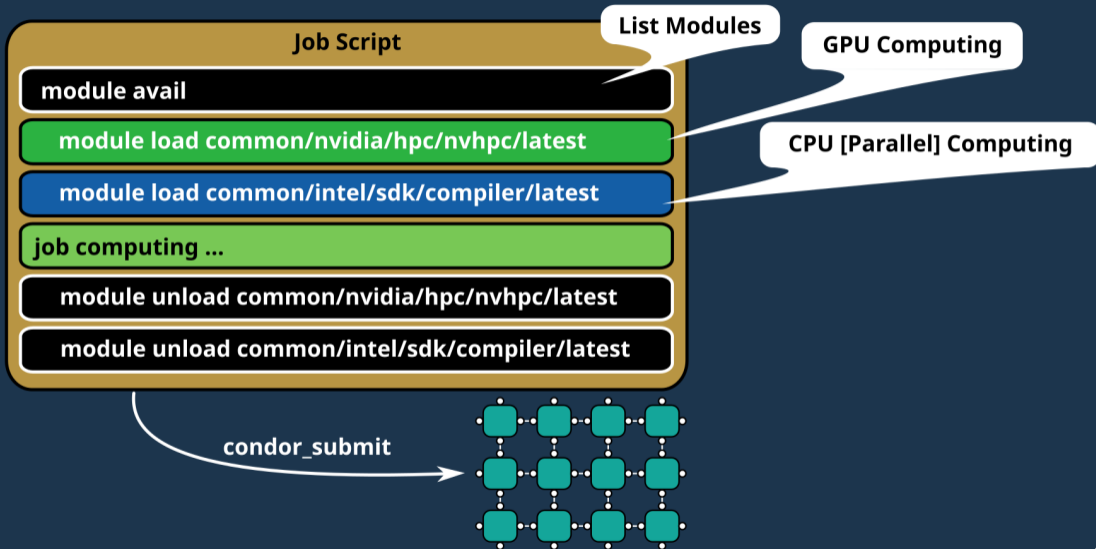 List Modules
Job Script
GPU Computing
module avail
module load common/nvidia/hpc/nvhpc/latest
CPU [Parallel] Computing
module load common/intel/sdk/compiler/latest
job computing ...
module unload common/nvidia/hpc/nvhpc/latest
module unload common/intel/sdk/compiler/latest
condor_submit